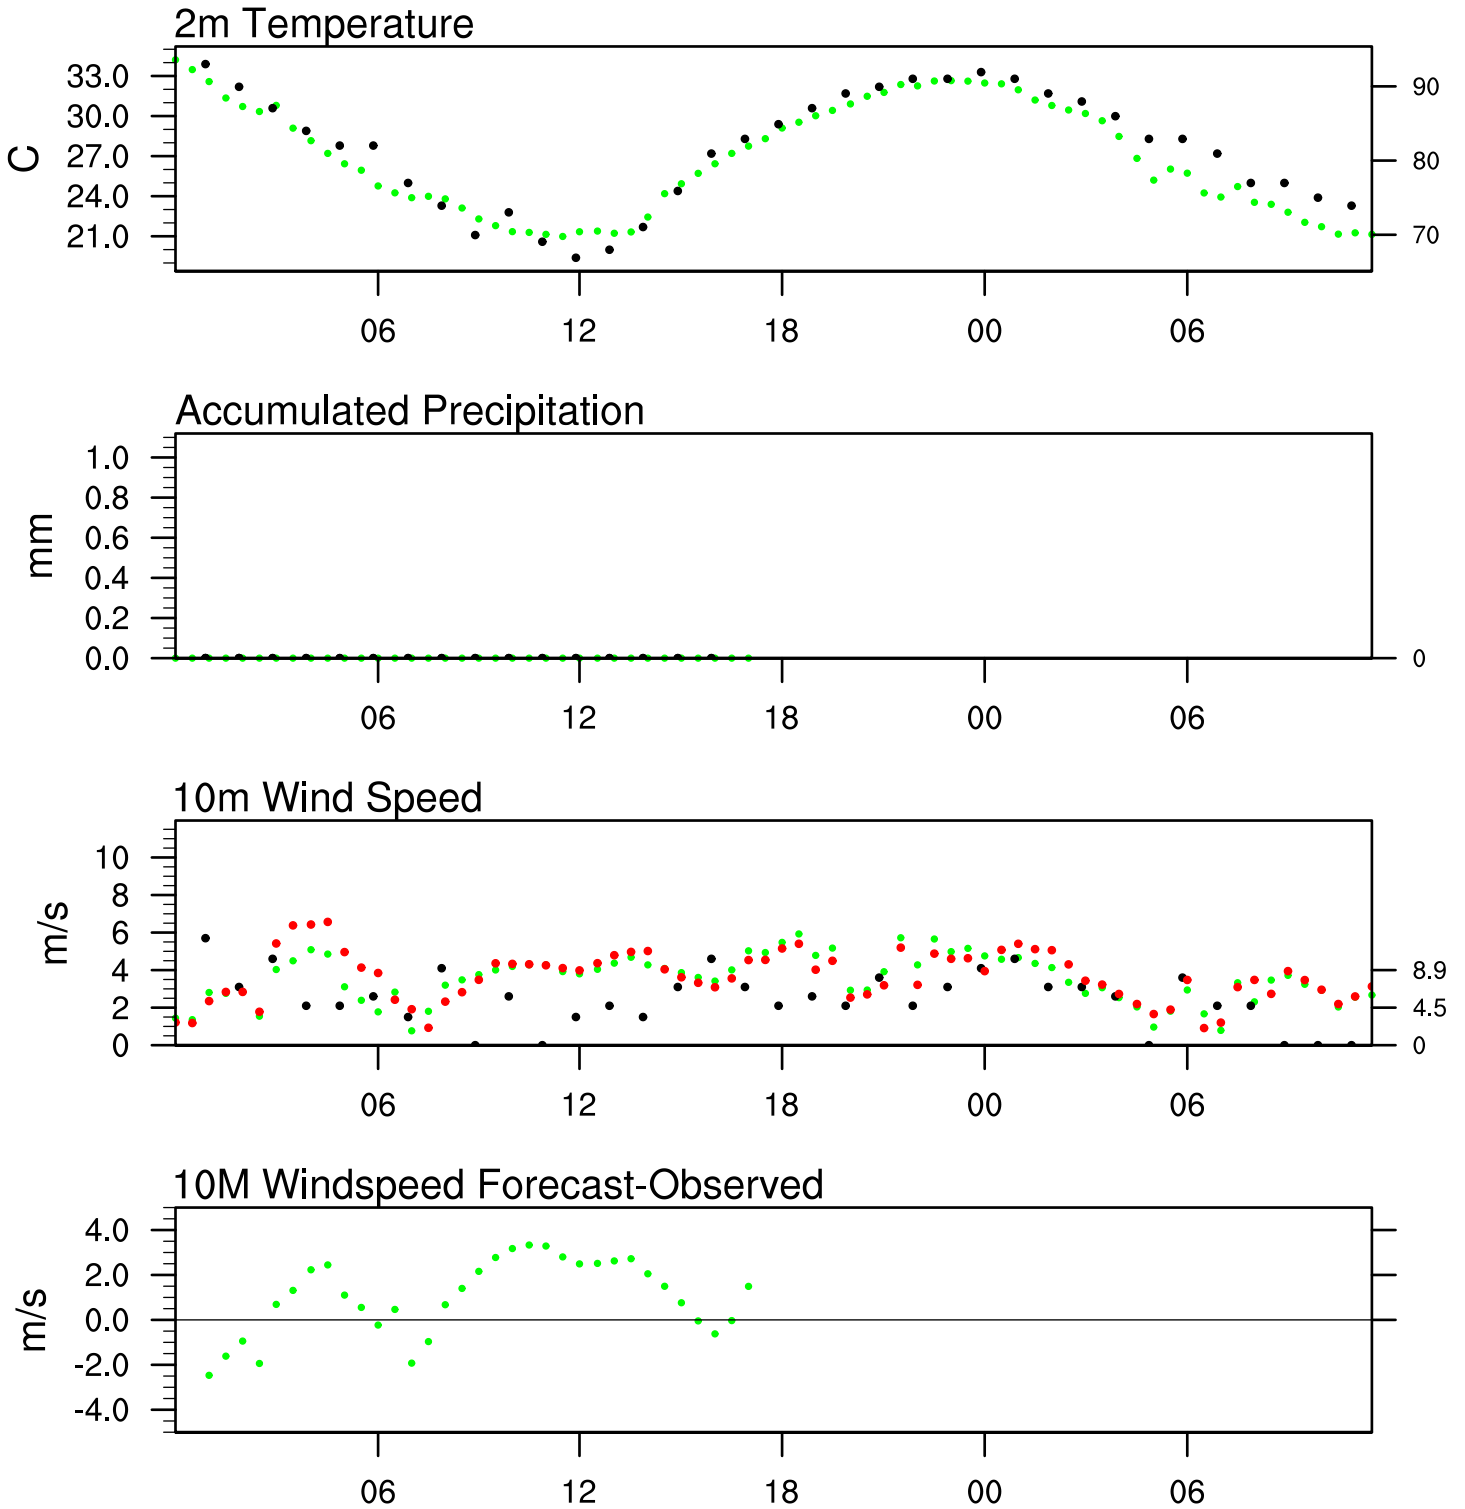 2m Temperature
33.0
30.0
27.0
24.0
21.0
C
90
80
70
06 12 18 00 06
Accumulated Precipitation
1.0
0.8
0.6
0.4
0.2
0.0
mm
0
06 12 18 00 06
10m Wind Speed
10
8
6
4
2
0
m/s
8.9
4.5
0
06 12 18 00 06
10M Windspeed Forecast-Observed
4.0
2.0
0.0
-2.0
-4.0
m/s
06 12 18 00 06